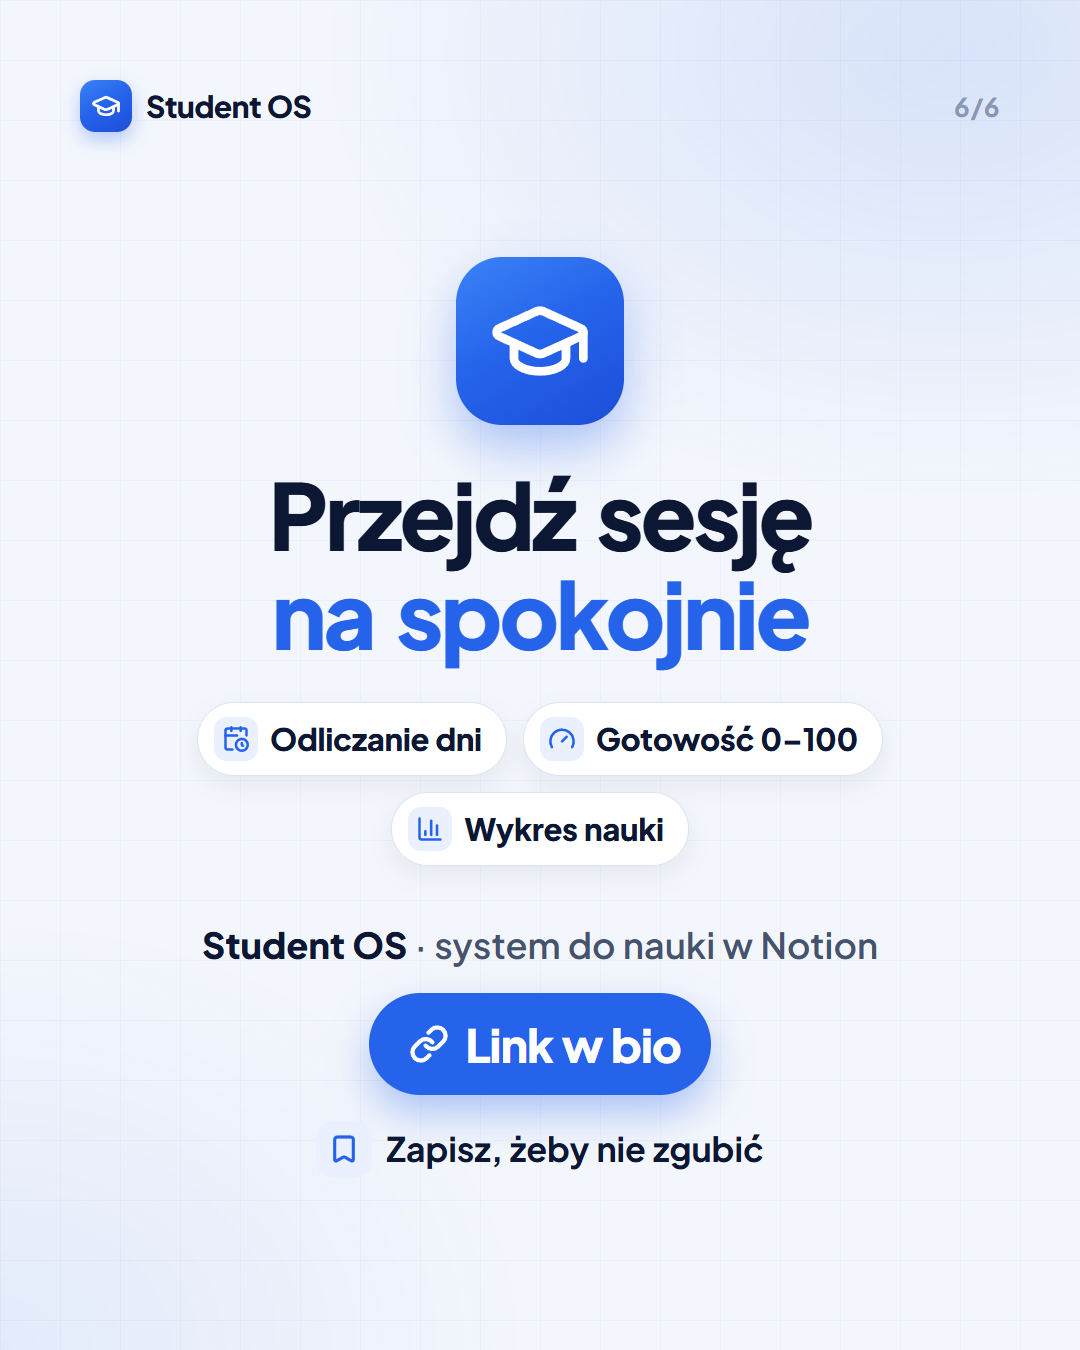 Student OS
6/6
Przejdź sesję
na spokojnie
Odliczanie dni
Gotowość 0–100
Wykres nauki
Student OS · system do nauki w Notion
Link w bio
Zapisz, żeby nie zgubić